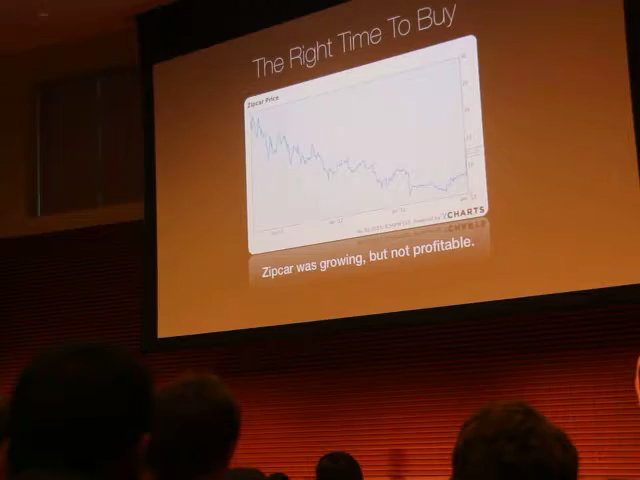 The Right Time To Buy
Zipcar Price
YCHARTS
Zipcar was growing, but not profitable.